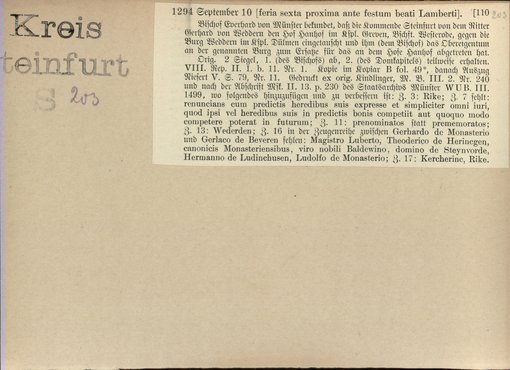 Kreis
Steinfurt
S 203
1294 September 10 [feria sexta proxima ante festum beati Lamberti]. [110 203
Bischof Everhard von Münster bekundet, daß die Kommende Steinfurt von dem Ritter
Gerhard von Weddern den Hof Hanhof im Kspl. Greven, Bschft. Westerode, gegen die
Burg Weddern im Kspl. Dülmen eingetauscht und ihm (dem Bischof) das Obereigentum
an der genannten Burg zum Ersatze für das an dem Hofe Hanhof abgetreten hat.
Orig. 2 Siegel, 1. (des Bischofs) ab, 2. (des Domkapitels) teilweise erhalten.
VIII. Rep. II. I. b. 11. Nr. 1. Kopie im Kopiar B fol. 49ᵛ, danach Auszug
Niesert V. S. 79, Nr. 11. Gedruckt ex orig. Kindlinger, M. B. III. 2. Nr. 240
und nach der Abschrift Mst. II. 13. p. 230 des Staatsarchivs Münster WUB. III.
1499, wo folgendes hinzuzufügen und zu verbessern ist: Z. 3: Rike; Z. 7 fehlt:
renuncians cum predictis heredibus suis expresse et simpliciter omni iuri,
quod ipsi vel heredibus suis in predictis bonis competiit aut quoquo modo
competere poterat in futurum; Z. 11: prenominatos statt prememoratos;
Z. 13: Wederden; Z. 16 in der Zeugenreihe zwischen Gerhardo de Monasterio
und Gerlaco de Beveren fehlen: Magistro Luberto, Theoderico de Herinegen,
canonicis Monasteriensibus, viro nobili Baldewino, domino de Steynvorde,
Hermanno de Ludinchusen, Ludolfo de Monasterio; Z. 17: Kercherine, Rike.